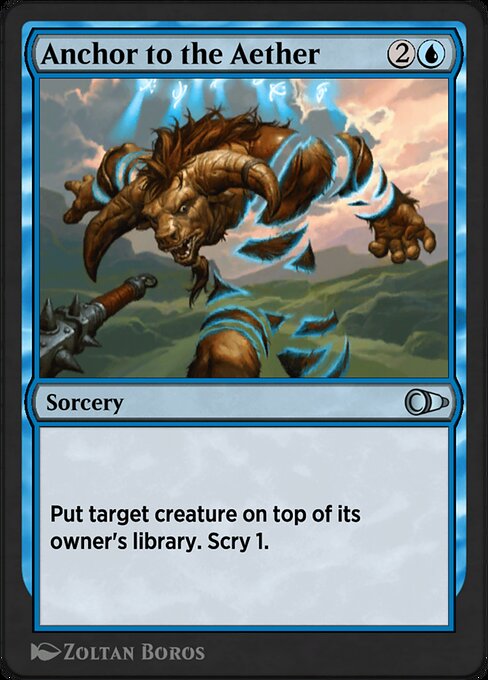 Anchor to the Aether 2
Sorcery
Put target creature on top of its
owner's library. Scry 1.
Zoltan Boros